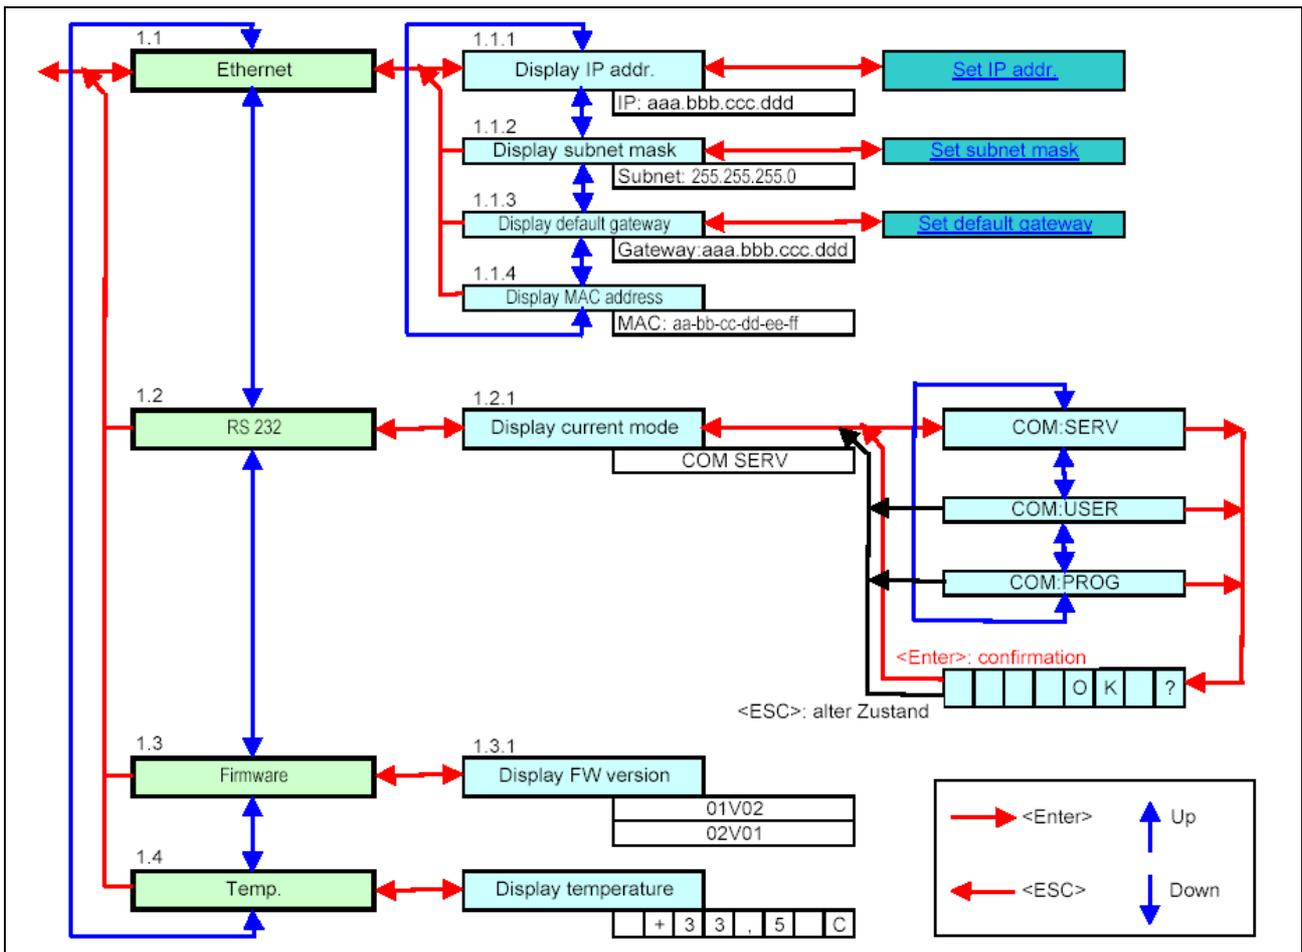 1.1
Ethernet
1.1.1
Display IP addr.
IP: aaa.bbb.ccc.ddd
Set IP addr.
1.1.2
Display subnet mask
Subnet: 255.255.255.0
Set subnet mask
1.1.3
Display default gateway
Gateway:aaa.bbb.ccc.ddd
Set default gateway
1.1.4
Display MAC address
MAC: aa-bb-cc-dd-ee-ff
1.2
RS 232
1.2.1
Display current mode
COM SERV
COM:SERV
COM:USER
COM:PROG
<Enter>: confirmation
O K ?
<ESC>: alter Zustand
1.3
Firmware
1.3.1
Display FW version
01V02
02V01
1.4
Temp.
Display temperature
+ 3 3 . 5 C
<Enter>
Up
<ESC>
Down